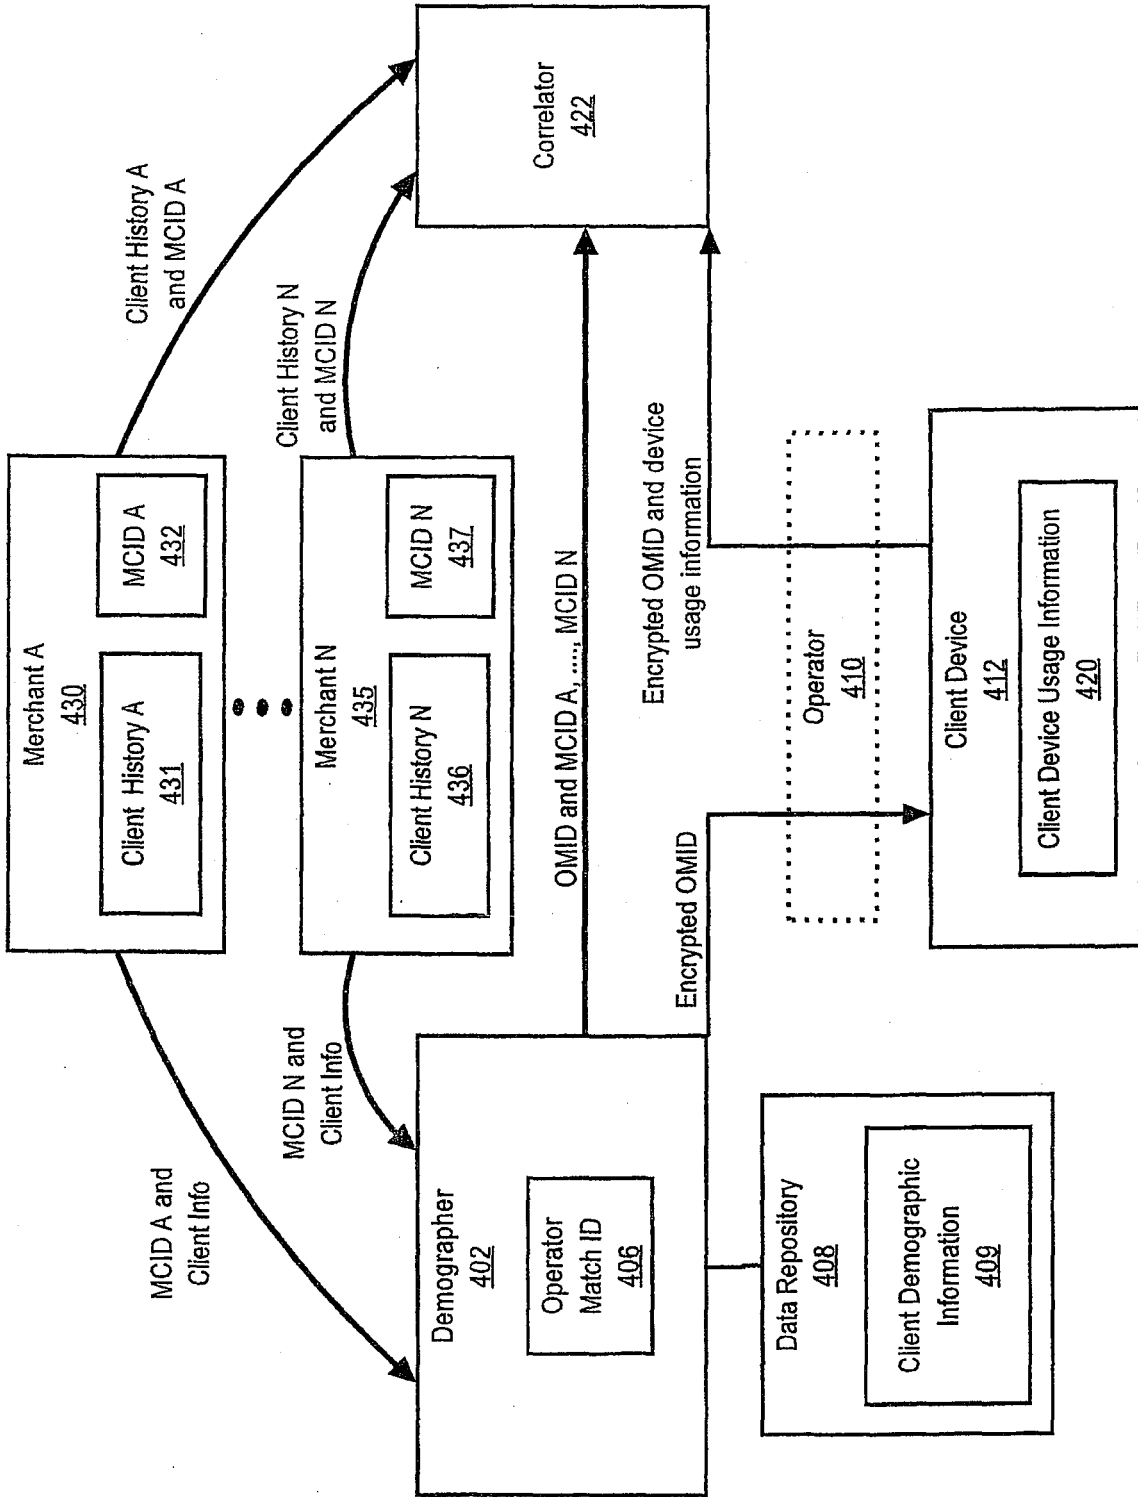 Merchant A
430
Client History A
431
MCID A
432
Merchant N
435
Client History N
436
MCID N
437
MCID A and
Client Info
MCID N and
Client Info
Client History A
and MCID A
Client History N
and MCID N
Demographer
402
Operator
Match ID
406
OMID and MCID A, ...., MCID N
Correlator
422
Encrypted OMID
Encrypted OMID and device
usage information
Operator
410
Data Repository
408
Client Demographic
Information
409
Client Device
412
Client Device Usage Information
420